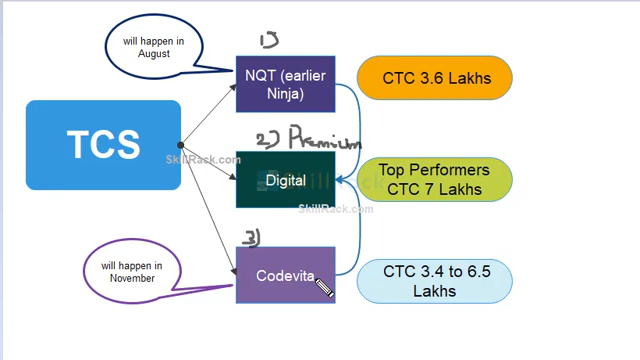 will happen in
August
1)
NQT (earlier
Ninja)
CTC 3.6 Lakhs
TCS
SkillRack.com
2) Premium
Digital
SkillRack.com
Top Performers
CTC 7 Lakhs
3)
will happen in
November
Codevita
CTC 3.4 to 6.5
Lakhs